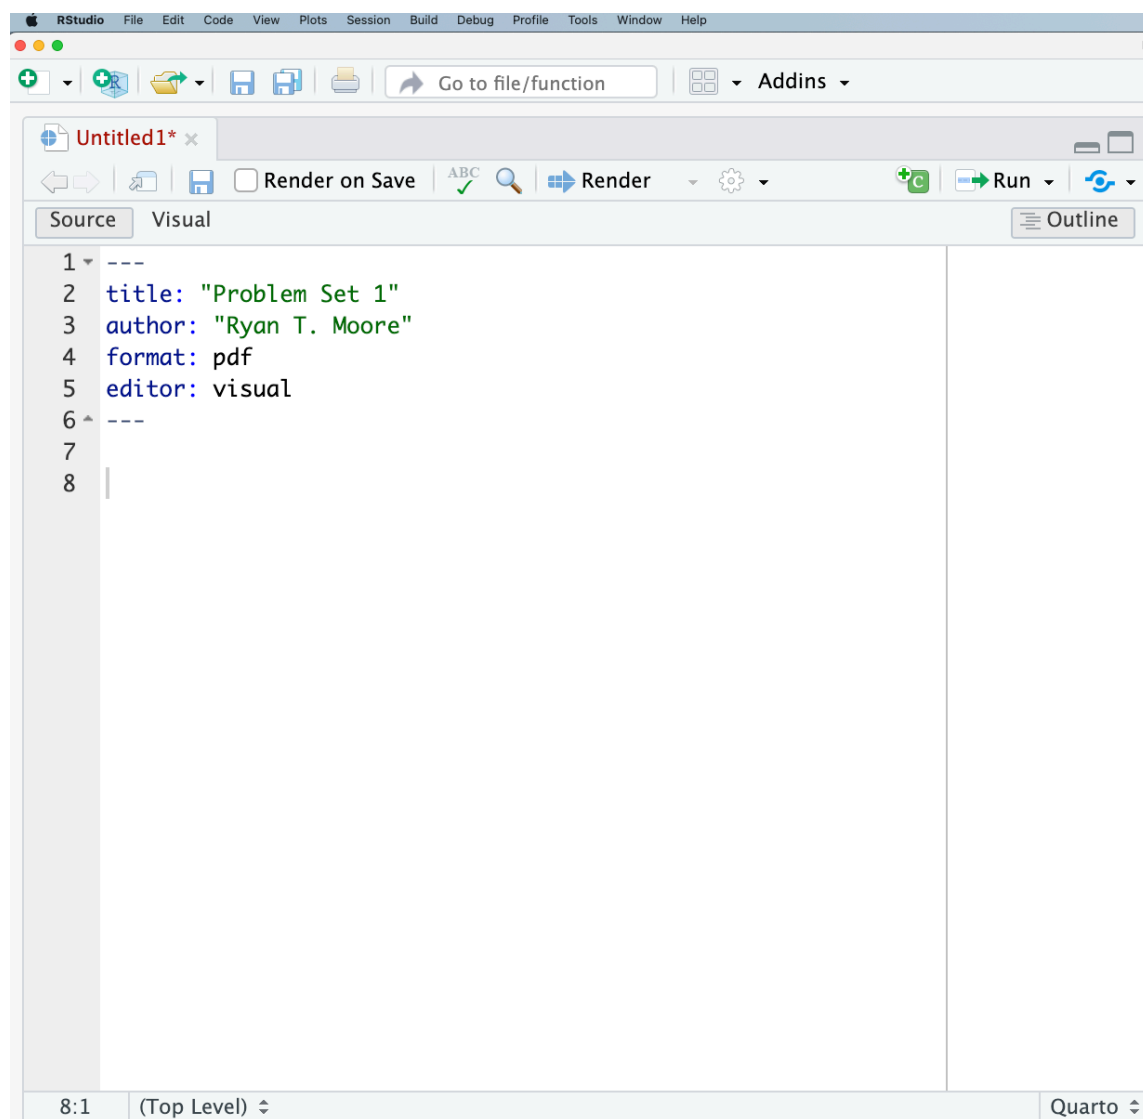 RStudio File Edit Code View Plots Session Build Debug Profile Tools Window Help
R Go to file/function Addins
Untitled1*
Render on Save ABC Render C Run
Source Visual Outline
1 ---
2 title: "Problem Set 1"
3 author: "Ryan T. Moore"
4 format: pdf
5 editor: visual
6 ---
7
8
8:1 (Top Level) Quarto